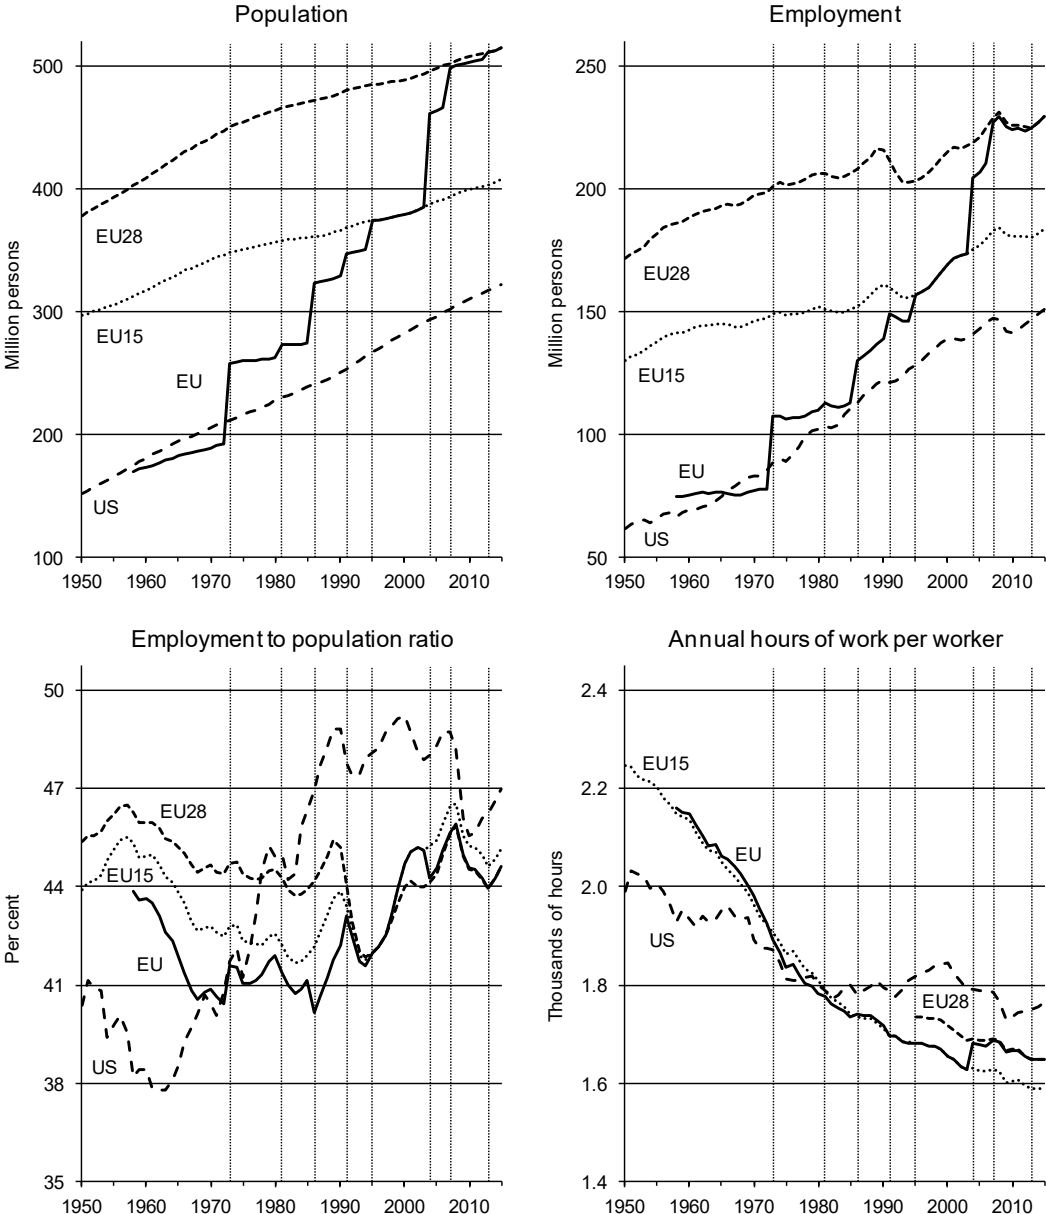 Population
Million persons
500
400
300
200
100
EU28
EU15
EU
US
1950 1960 1970 1980 1990 2000 2010
Employment
Million persons
250
200
150
100
50
EU28
EU15
EU
US
1950 1960 1970 1980 1990 2000 2010
Employment to population ratio
Per cent
50
47
44
41
38
35
EU28
EU15
EU
US
1950 1960 1970 1980 1990 2000 2010
Annual hours of work per worker
Thousands of hours
2.4
2.2
2.0
1.8
1.6
1.4
EU15
EU
US
EU28
1950 1960 1970 1980 1990 2000 2010